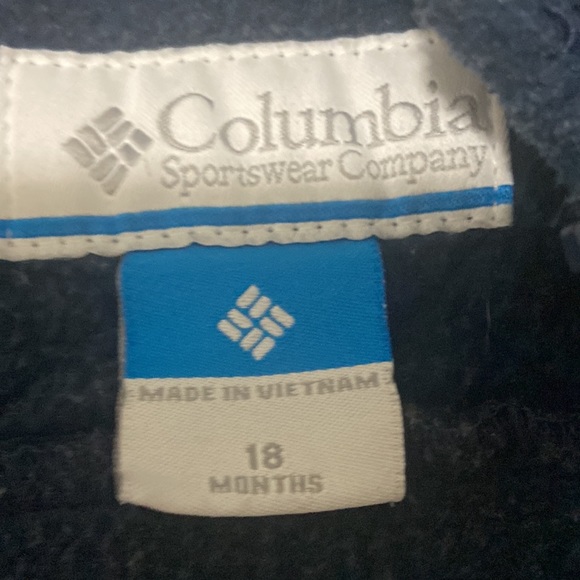 Columbia
Sportswear Company
MADE IN VIETNAM
18
MONTHS